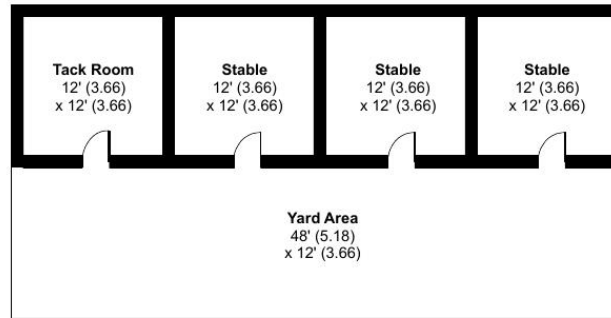 Tack Room
12' (3.66)
x 12' (3.66)
Stable
12' (3.66)
x 12' (3.66)
Stable
12' (3.66)
x 12' (3.66)
Stable
12' (3.66)
x 12' (3.66)
Yard Area
48' (5.18)
x 12' (3.66)